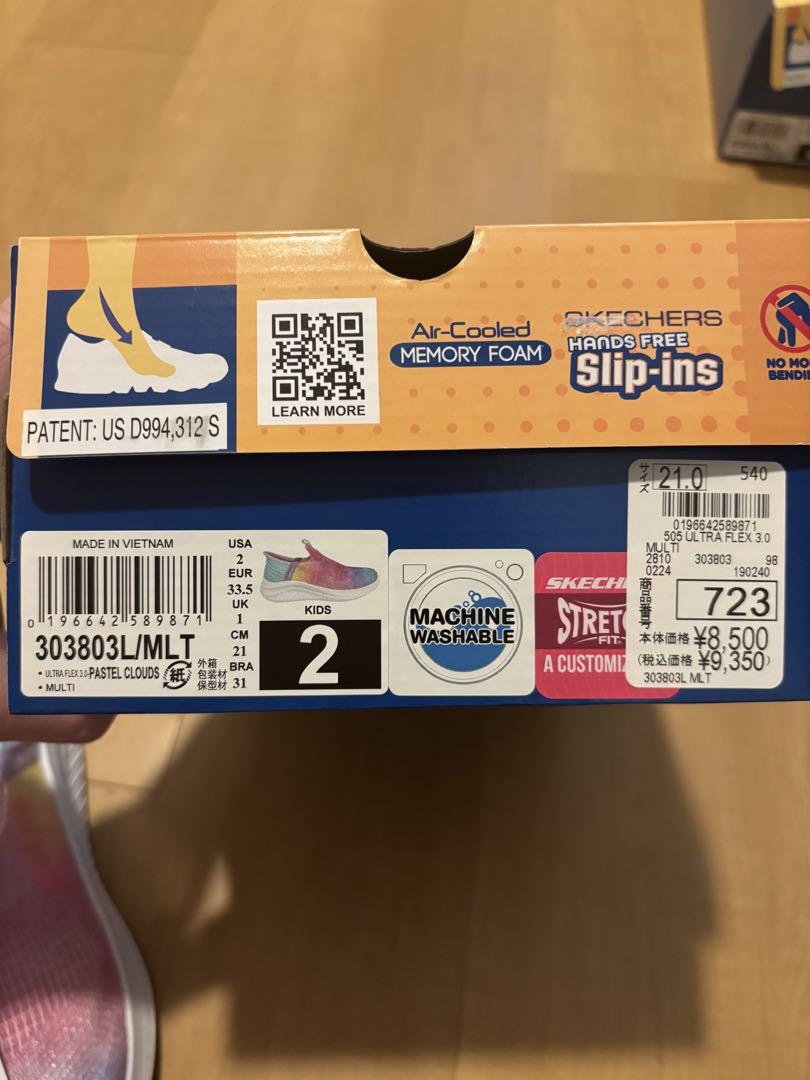 PATENT: US D994,312 S
LEARN MORE
Air-Cooled
MEMORY FOAM
SKECHERS
HANDS FREE
Slip-ins
NO MO
BENDI
MADE IN VIETNAM
0 196642 589871
303803L/MLT
• ULTRA FLEX 3.0-PASTEL CLOUDS
• MULTI
紙
外箱
包装材
保型材
USA
2
EUR
33.5
UK
1
CM
21
BRA
31
KIDS
2
MACHINE
WASHABLE
SKECH
STRET
FIT
A CUSTOMIZ
サイズ 21.0 540
0196642589871
505 ULTRA FLEX 3.0
MULTI
2810 303803 98
0224 190240
商品番号 723
本体価格 ¥8,500
(税込価格 ¥9,350)
303803L MLT